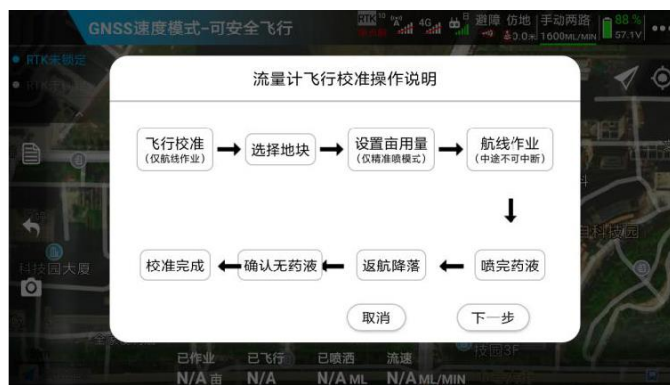 GNSS速度模式-可安全飞行
RTK 10
4G
避障 仿地 手动两路 88%
1600ML/MIN 57.1V
RTK未锁定
流量计飞行校准操作说明
飞行校准 选择地块 设置亩用量 航线作业
(仅航线作业) (仅精准喷模式) (中途不可中断)
校准完成 确认无药液 返航降落 喷完药液
取消 下一步
科技园大厦
技园3F
已作业 已飞行 已喷洒 流速
N/A 亩 N/A N/A ML N/A ML/MIN